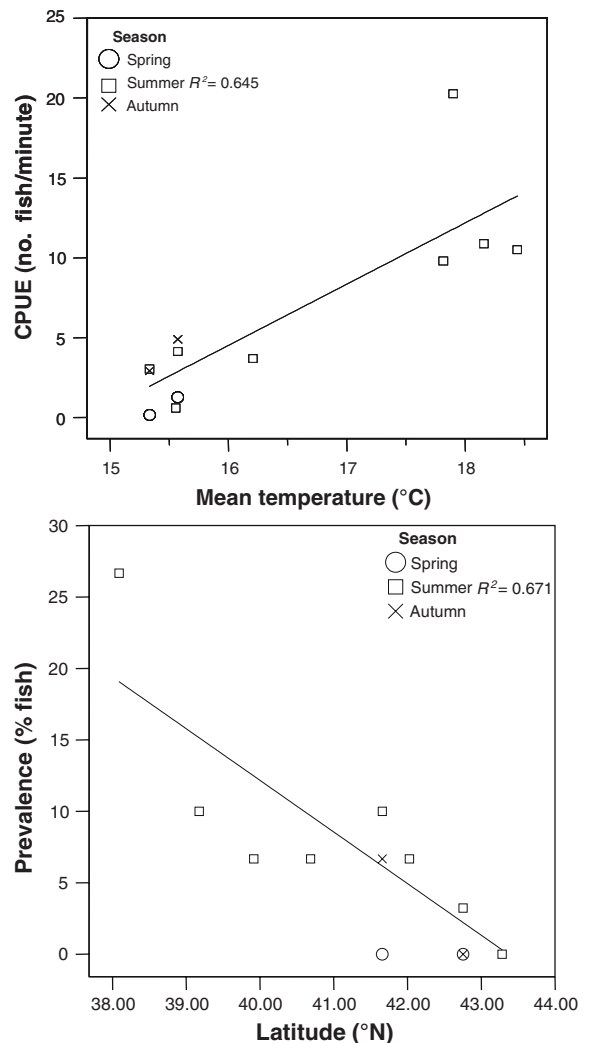 25
20
15
10
5
0
CPUE (no. fish/minute)
Season
Spring
Summer R² = 0.645
Autumn
15 16 17 18
Mean temperature (°C)
30
25
20
15
10
5
0
Prevalence (% fish)
Season
Spring
Summer R² = 0.671
Autumn
38.00 39.00 40.00 41.00 42.00 43.00 44.00
Latitude (°N)